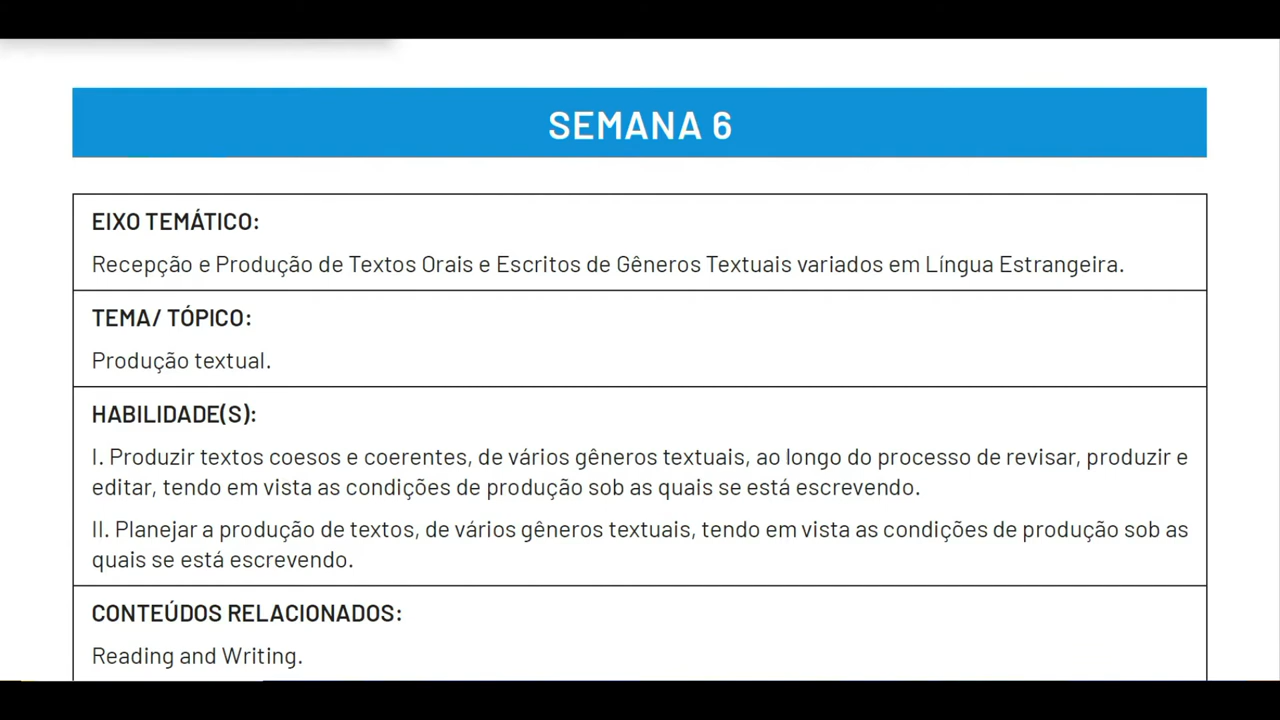 SEMANA 6
EIXO TEMÁTICO:
Recepção e Produção de Textos Orais e Escritos de Gêneros Textuais variados em Língua Estrangeira.
TEMA/ TÓPICO:
Produção textual.
HABILIDADE(S):
I. Produzir textos coesos e coerentes, de vários gêneros textuais, ao longo do processo de revisar, produzir e
editar, tendo em vista as condições de produção sob as quais se está escrevendo.
II. Planejar a produção de textos, de vários gêneros textuais, tendo em vista as condições de produção sob as
quais se está escrevendo.
CONTEÚDOS RELACIONADOS:
Reading and Writing.